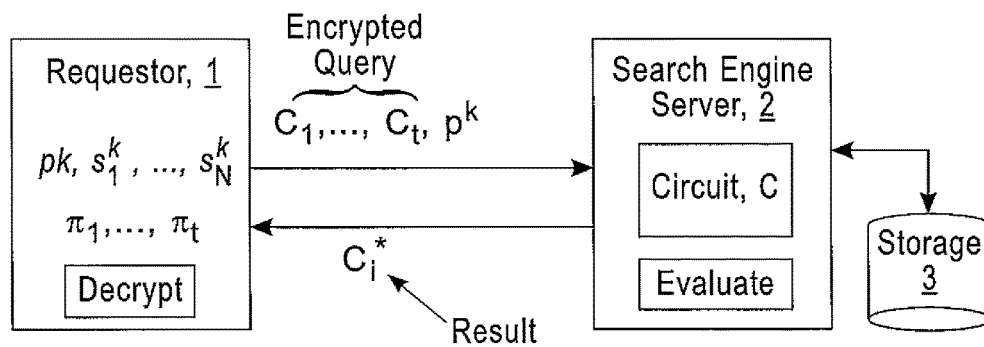 Requestor, 1
pk, s₁ᵏ, ..., s_Nᵏ
π₁,..., πₜ
Decrypt
Encrypted
Query
C₁,..., Cₜ, pᵏ
Cᵢ*
Result
Search Engine
Server, 2
Circuit, C
Evaluate
Storage
3